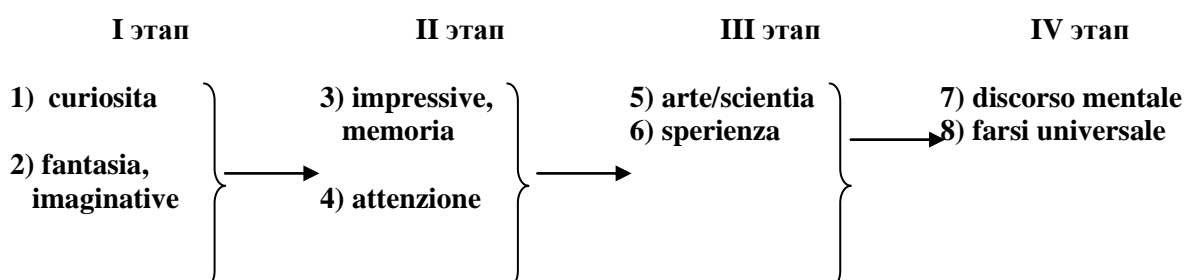 I этап
II этап
III этап
IV этап
1) curiosita
2) fantasia,
imaginative
3) impressive,
memoria
4) attenzione
5) arte/scientia
6) sperienza
7) discorso mentale
8) farsi universale